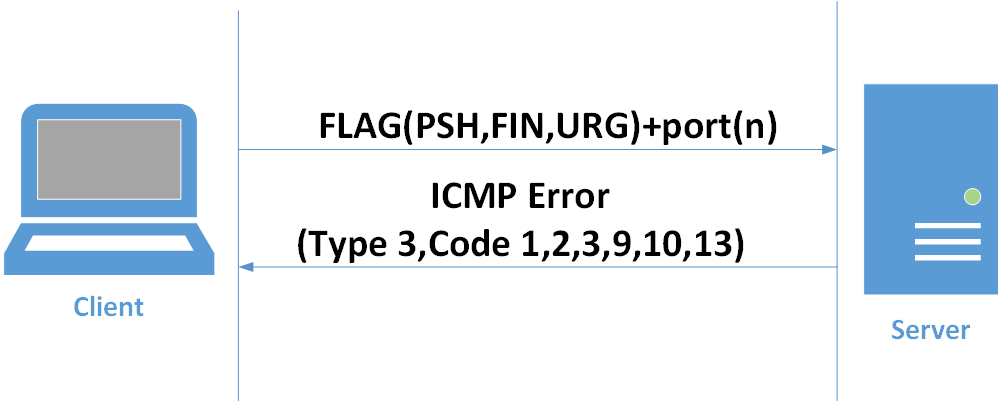 FLAG(PSH,FIN,URG)+port(n)
ICMP Error
(Type 3,Code 1,2,3,9,10,13)
Client
Server